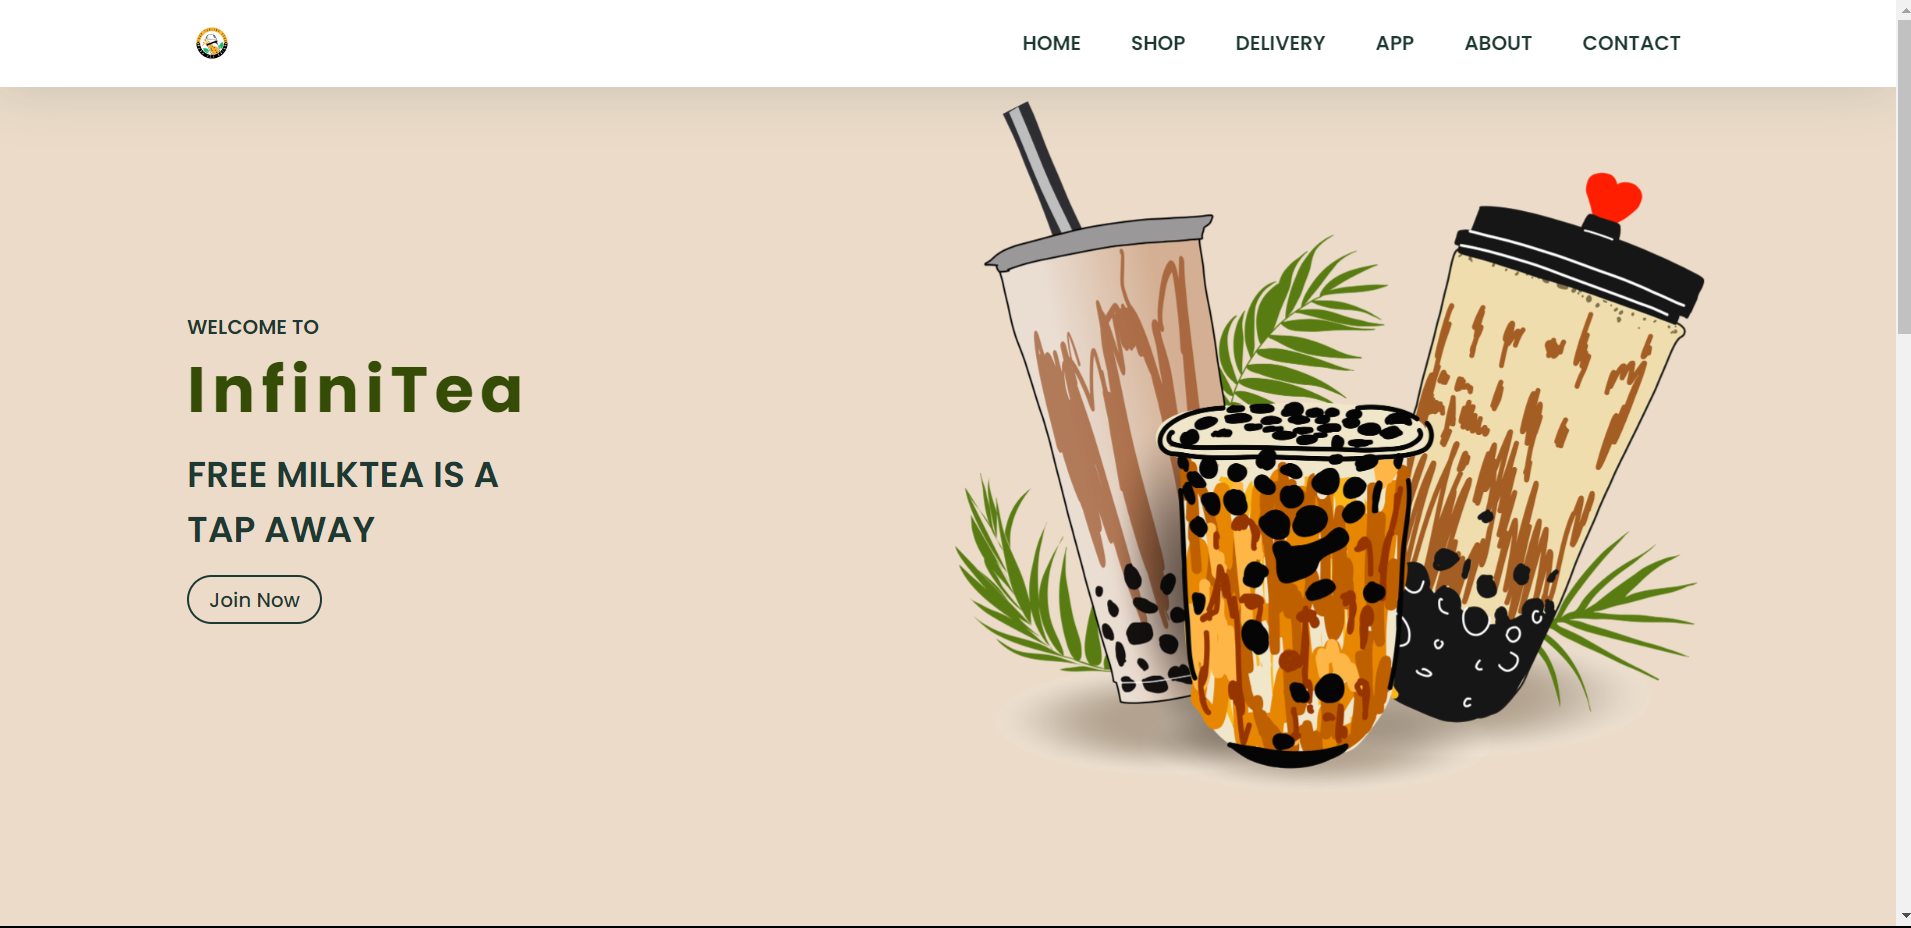 HOME SHOP DELIVERY APP ABOUT CONTACT
WELCOME TO
InfiniTea
FREE MILKTEA IS A
TAP AWAY
Join Now